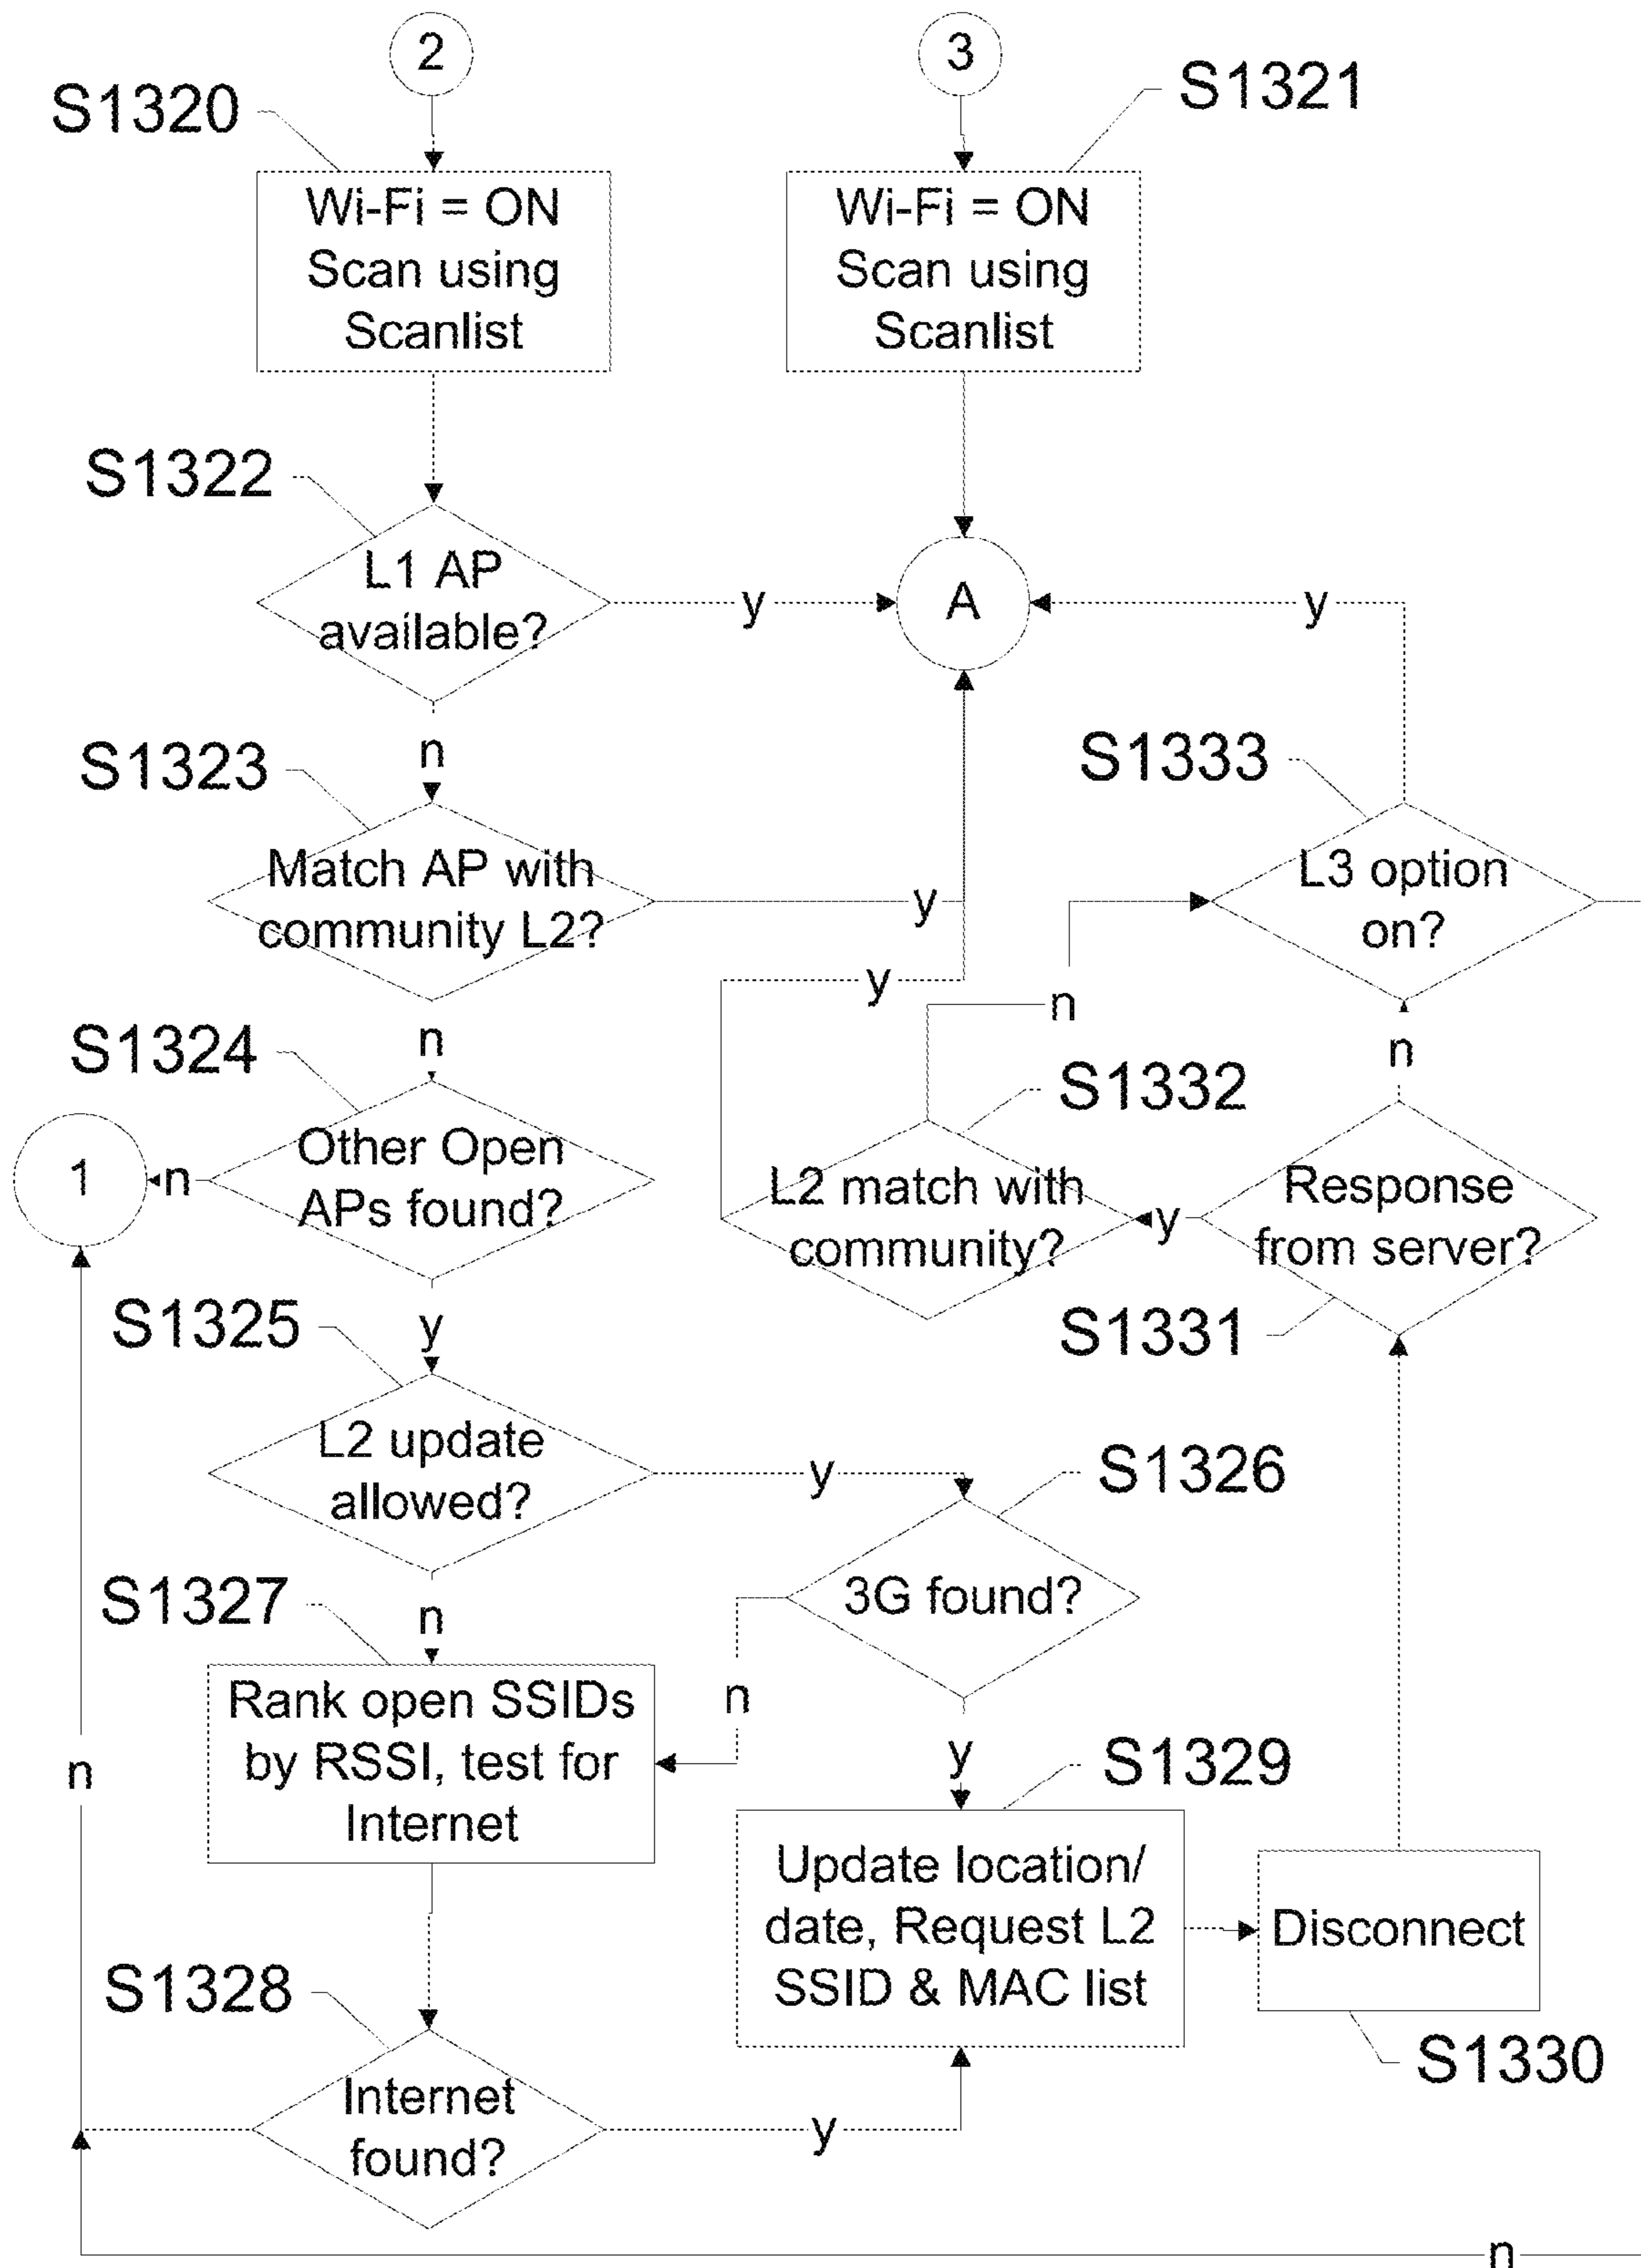 2
3
S1320
S1321
Wi-Fi = ON
Scan using
Scanlist
Wi-Fi = ON
Scan using
Scanlist
S1322
L1 AP
available?
y
A
y
n
S1323
Match AP with
community L2?
y
S1333
L3 option
on?
y
n
n
S1324
Other Open
APs found?
n
1
n
S1332
L2 match with
community?
y
Response
from server?
S1331
S1325
y
L2 update
allowed?
y
S1326
3G found?
S1327
n
Rank open SSIDs
by RSSI, test for
Internet
n
y
n
S1329
Update location/
date, Request L2
SSID & MAC list
Disconnect
S1330
S1328
Internet
found?
y
n